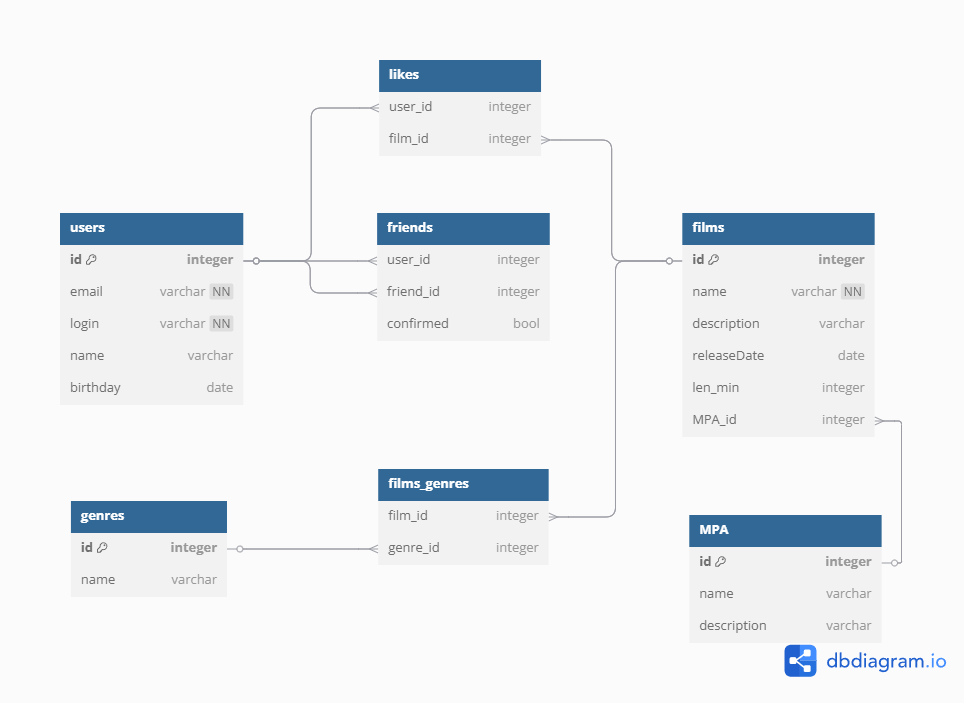 likes
user_id integer
film_id integer
users
id integer
email varchar NN
login varchar NN
name varchar
birthday date
friends
user_id integer
friend_id integer
confirmed bool
films
id integer
name varchar NN
description varchar
releaseDate date
len_min integer
MPA_id integer
genres
id integer
name varchar
films_genres
film_id integer
genre_id integer
MPA
id integer
name varchar
description varchar
dbdiagram.io